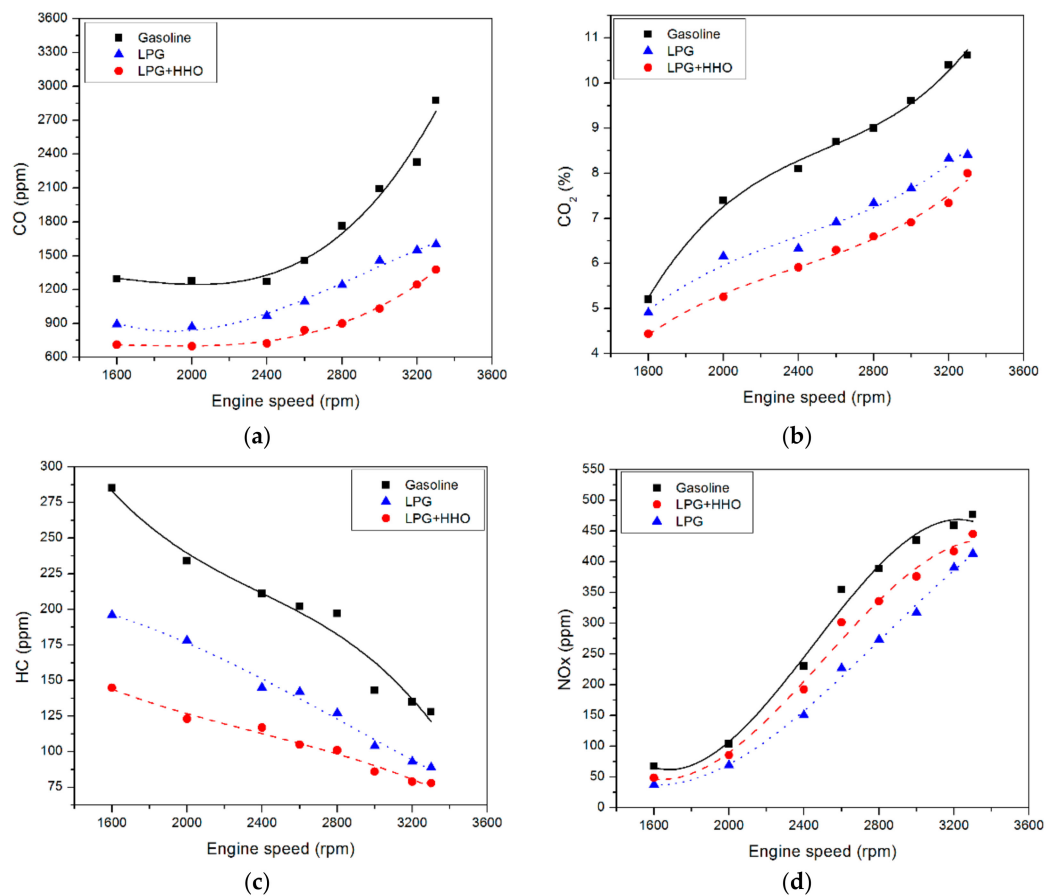 3600
3300
3000
2700
2400
2100
1800
1500
1200
900
600
CO (ppm)
Gasoline
LPG
LPG+HHO
1600 2000 2400 2800 3200 3600
Engine speed (rpm)
(a)
11
10
9
8
7
6
5
4
CO2 (%)
Gasoline
LPG
LPG+HHO
1600 2000 2400 2800 3200 3600
Engine speed (rpm)
(b)
300
275
250
225
200
175
150
125
100
75
HC (ppm)
Gasoline
LPG
LPG+HHO
1600 2000 2400 2800 3200 3600
Engine speed (rpm)
(c)
550
500
450
400
350
300
250
200
150
100
50
0
NOx (ppm)
Gasoline
LPG+HHO
LPG
1600 2000 2400 2800 3200 3600
Engine speed (rpm)
(d)